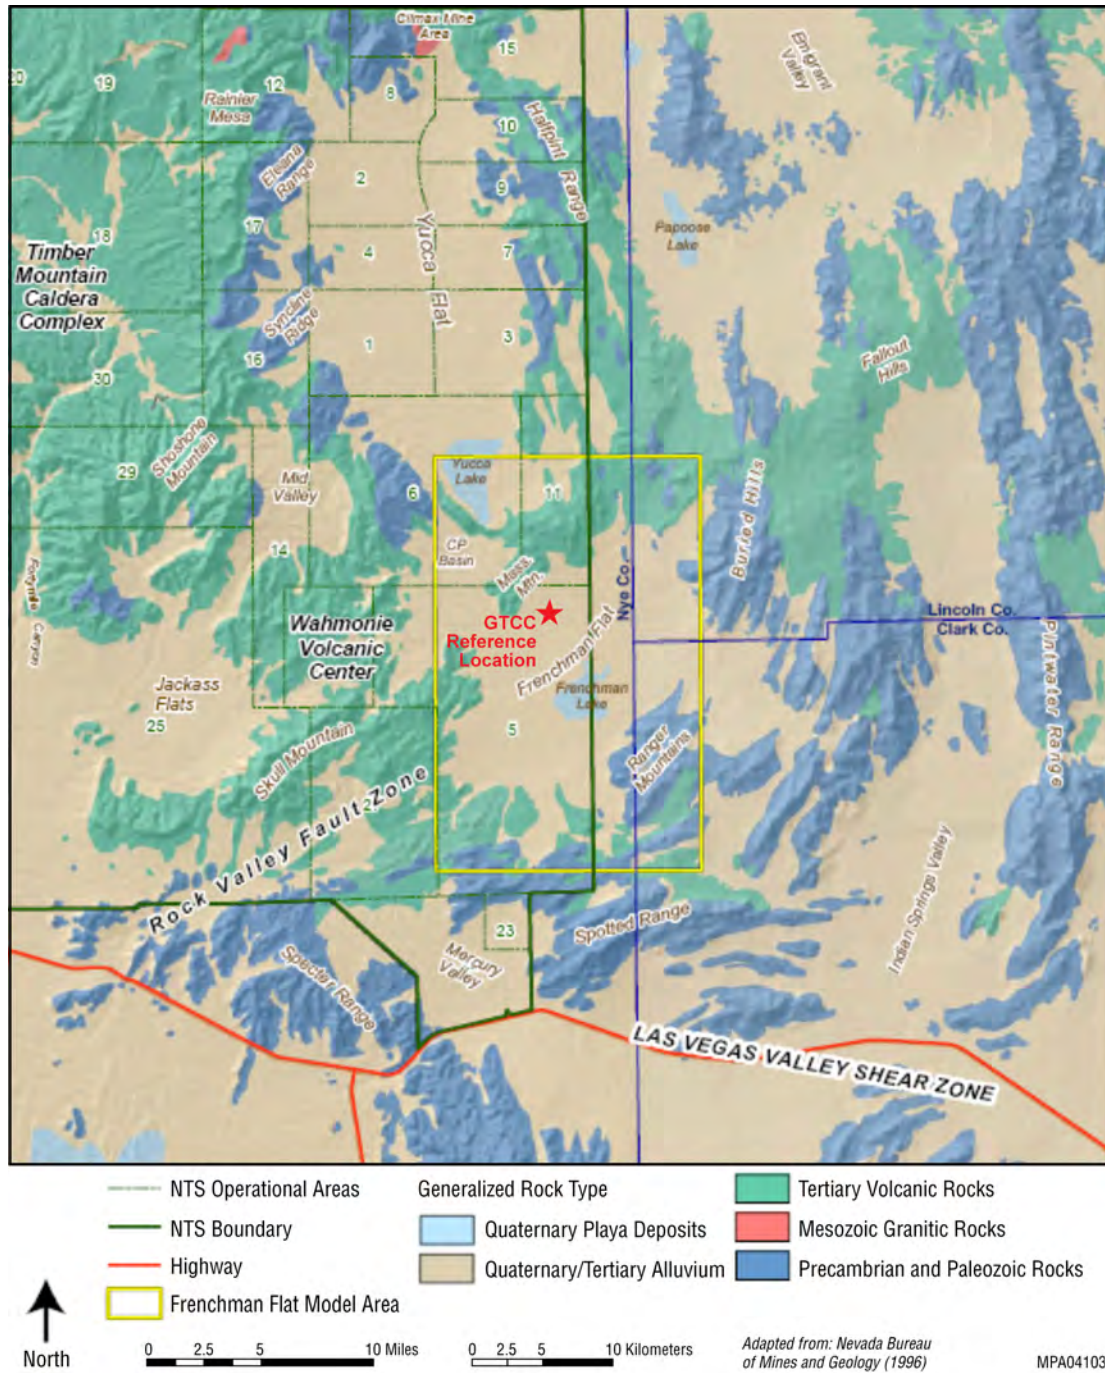 Climax Mine
Area
15
Emigrant
Valley
20
19
12
8
Rainier
Mesa
10
Halfpint
Range
Eleana
Range
2
9
17
18
Yucca
Flat
4
7
Papoose
Lake
Timber
Mountain
Caldera
Complex
Syncline
Ridge
1
3
16
30
Fallout
Hills
Shoshone
Mountain
29
Mid
Valley
Yucca
Lake
6
11
Buried Hills
14
CP
Basin
Mass.
Mtn.
Nye Co.
Lincoln Co.
Clark Co.
Fortymile Canyon
Wahmonie
Volcanic
Center
GTCC
Reference
Location
Frenchman Flat
Frenchman
Lake
Pintwater Range
Jackass
Flats
25
5
Skull Mountain
Ranger
Mountains
2
Rock Valley Fault Zone
Indian Springs Valley
23
Spotted Range
Mercury
Valley
Specter Range
LAS VEGAS VALLEY SHEAR ZONE
NTS Operational Areas
NTS Boundary
Highway
Frenchman Flat Model Area
Generalized Rock Type
Quaternary Playa Deposits
Quaternary/Tertiary Alluvium
Tertiary Volcanic Rocks
Mesozoic Granitic Rocks
Precambrian and Paleozoic Rocks
North
0 2.5 5 10 Miles
0 2.5 5 10 Kilometers
Adapted from: Nevada Bureau
of Mines and Geology (1996)
MPA04103